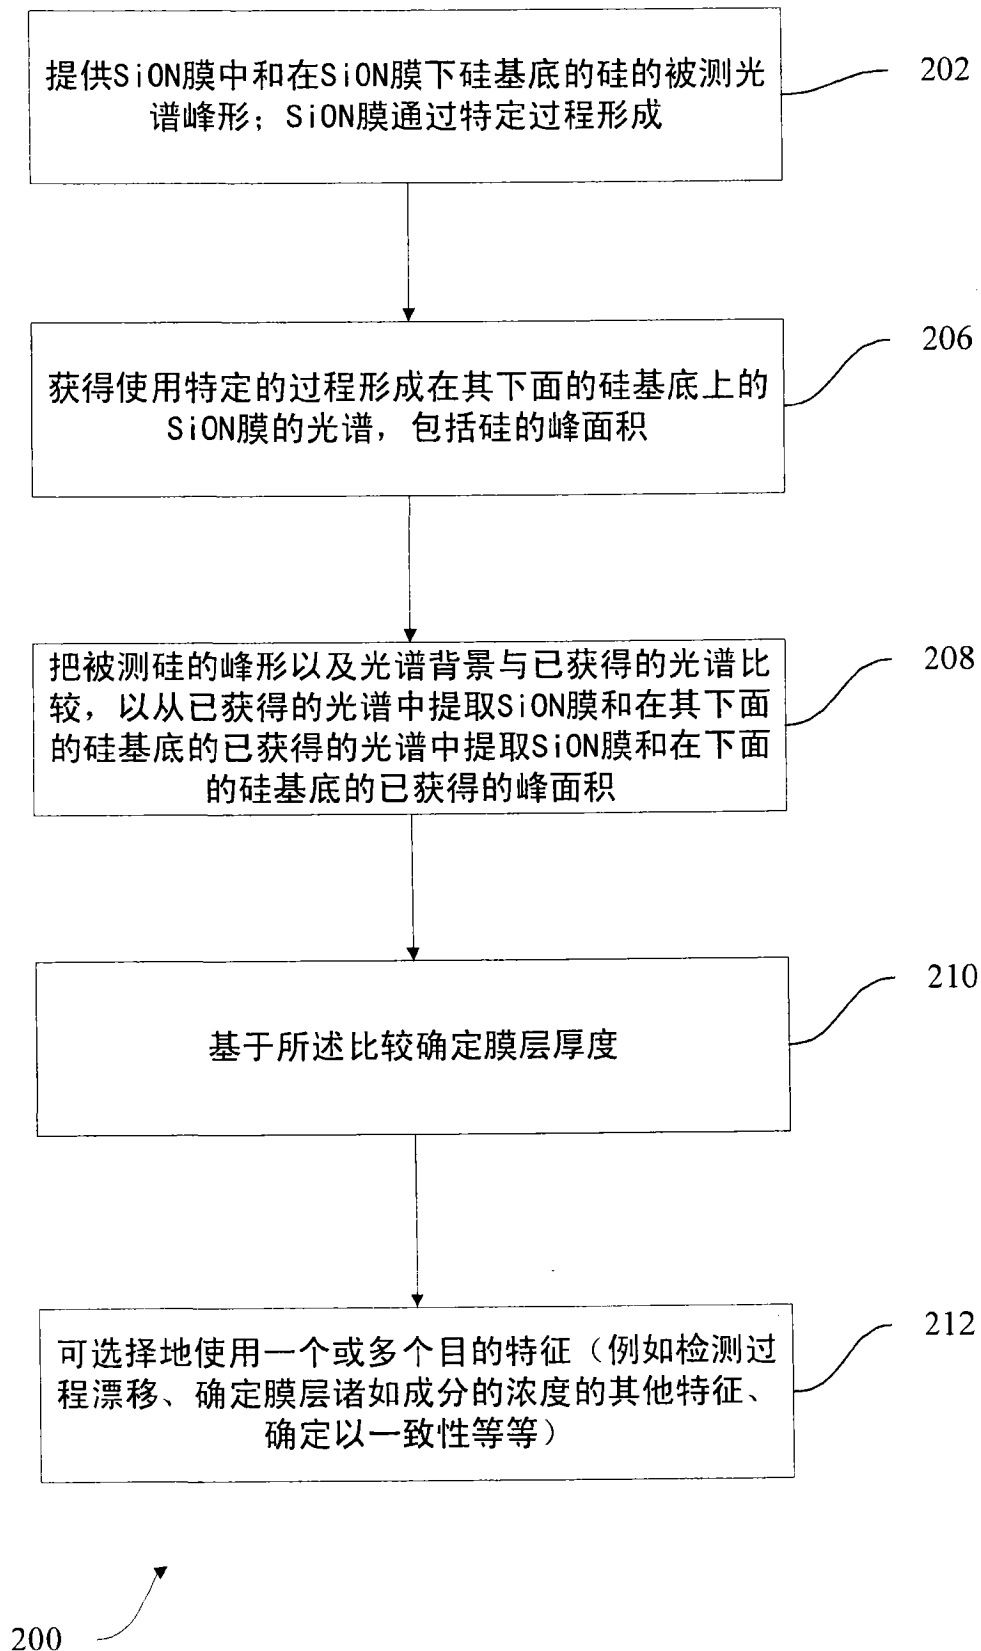 提供SiON膜中和在SiON膜下硅基底的硅的被测光
谱峰形；SiON膜通过特定过程形成
202
获得使用特定的过程形成在其下面的硅基底上的
SiON膜的光谱，包括硅的峰面积
206
把被测硅的峰形以及光谱背景与已获得的光谱比
较，以从已获得的光谱中提取SiON膜和在其下面
的硅基底的已获得的光谱中提取SiON膜和在下面
的硅基底的已获得的峰面积
208
基于所述比较确定膜层厚度
210
可选择地使用一个或多个目的特征（例如检测过
程漂移、确定膜层诸如成分的浓度的其他特征、
确定以一致性等等）
212
200